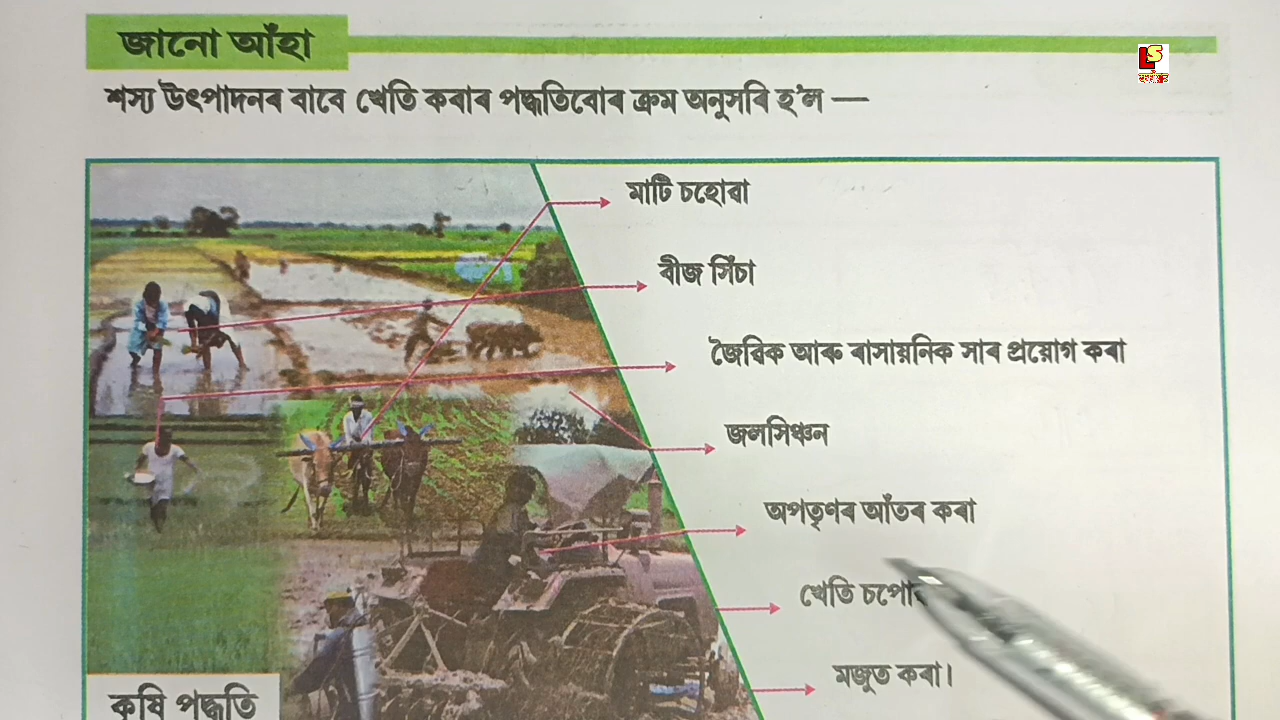 জানো আঁহা
শস্য উৎপাদনৰ বাবে খেতি কৰাৰ পদ্ধতিবোৰ ক্ৰম অনুসৰি হ'ল —
মাটি চহোৱা
বীজ সিঁচা
জৈৱিক আৰু ৰাসায়নিক সাৰ প্ৰয়োগ কৰা
জলসিঞ্চন
অপতৃণৰ আঁতৰ কৰা
খেতি
মজুত কৰা।
কৃষি পদ্ধতি
LS